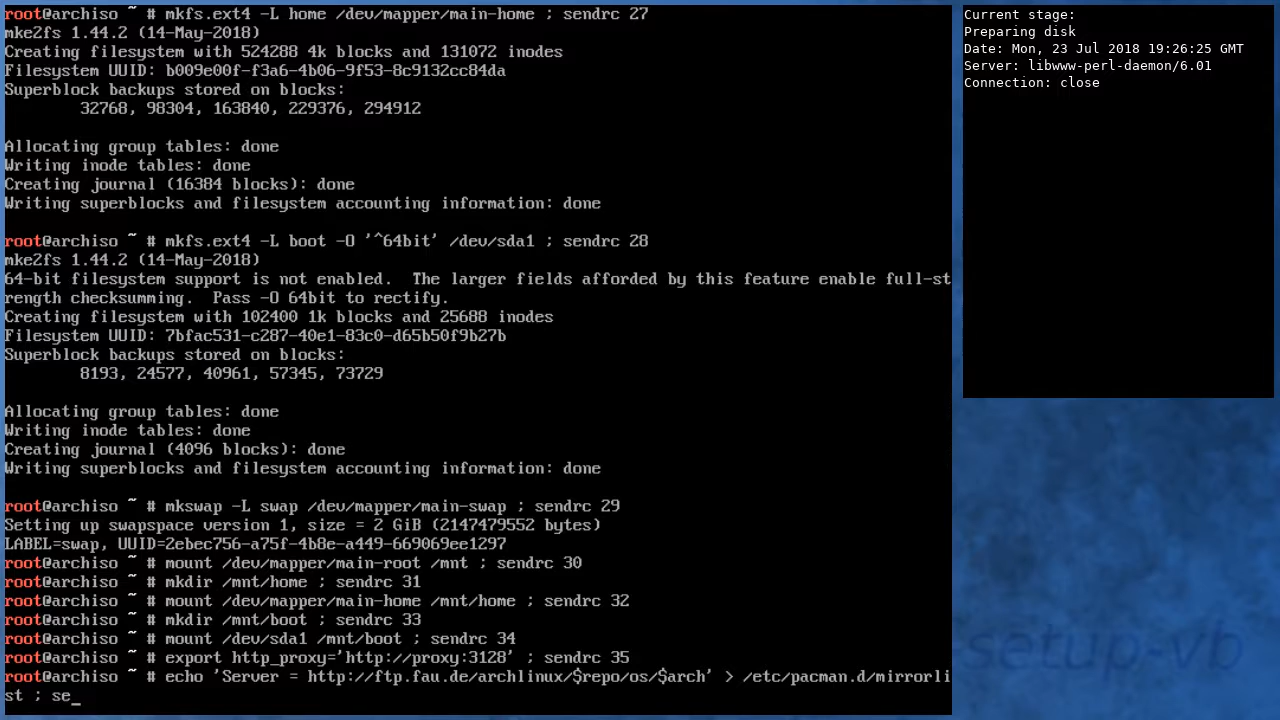 root@archiso ~ # mkfs.ext4 -L home /dev/mapper/main-home ; sendrc 27
mke2fs 1.44.2 (14-May-2018)
Creating filesystem with 524288 4k blocks and 131072 inodes
Filesystem UUID: b009e00f-f3a6-4b06-9f53-8c9132cc84da
Superblock backups stored on blocks:
        32768, 98304, 163840, 229376, 294912
Allocating group tables: done
Writing inode tables: done
Creating journal (16384 blocks): done
Writing superblocks and filesystem accounting information: done
root@archiso ~ # mkfs.ext4 -L boot -O '^64bit' /dev/sda1 ; sendrc 28
mke2fs 1.44.2 (14-May-2018)
64-bit filesystem support is not enabled.  The larger fields afforded by this feature enable full-st
rength checksumming.  Pass -O 64bit to rectify.
Creating filesystem with 102400 1k blocks and 25688 inodes
Filesystem UUID: 7bfac531-c287-40e1-83c0-d65b50f9b27b
Superblock backups stored on blocks:
        8193, 24577, 40961, 57345, 73729
Allocating group tables: done
Writing inode tables: done
Creating journal (4096 blocks): done
Writing superblocks and filesystem accounting information: done
root@archiso ~ # mkswap -L swap /dev/mapper/main-swap ; sendrc 29
Setting up swapspace version 1, size = 2 GiB (2147479552 bytes)
LABEL=swap, UUID=2ebec756-a75f-4b8e-a449-669069ee1297
root@archiso ~ # mount /dev/mapper/main-root /mnt ; sendrc 30
root@archiso ~ # mkdir /mnt/home ; sendrc 31
root@archiso ~ # mount /dev/mapper/main-home /mnt/home ; sendrc 32
root@archiso ~ # mkdir /mnt/boot ; sendrc 33
root@archiso ~ # mount /dev/sda1 /mnt/boot ; sendrc 34
root@archiso ~ # export http_proxy='http://proxy:3128' ; sendrc 35
root@archiso ~ # echo 'Server = http://ftp.fau.de/archlinux/$repo/os/$arch' > /etc/pacman.d/mirrorli
st ; se_
Current stage:
Preparing disk
Date: Mon, 23 Jul 2018 19:26:25 GMT
Server: libwww-perl-daemon/6.01
Connection: close
-setup-vb